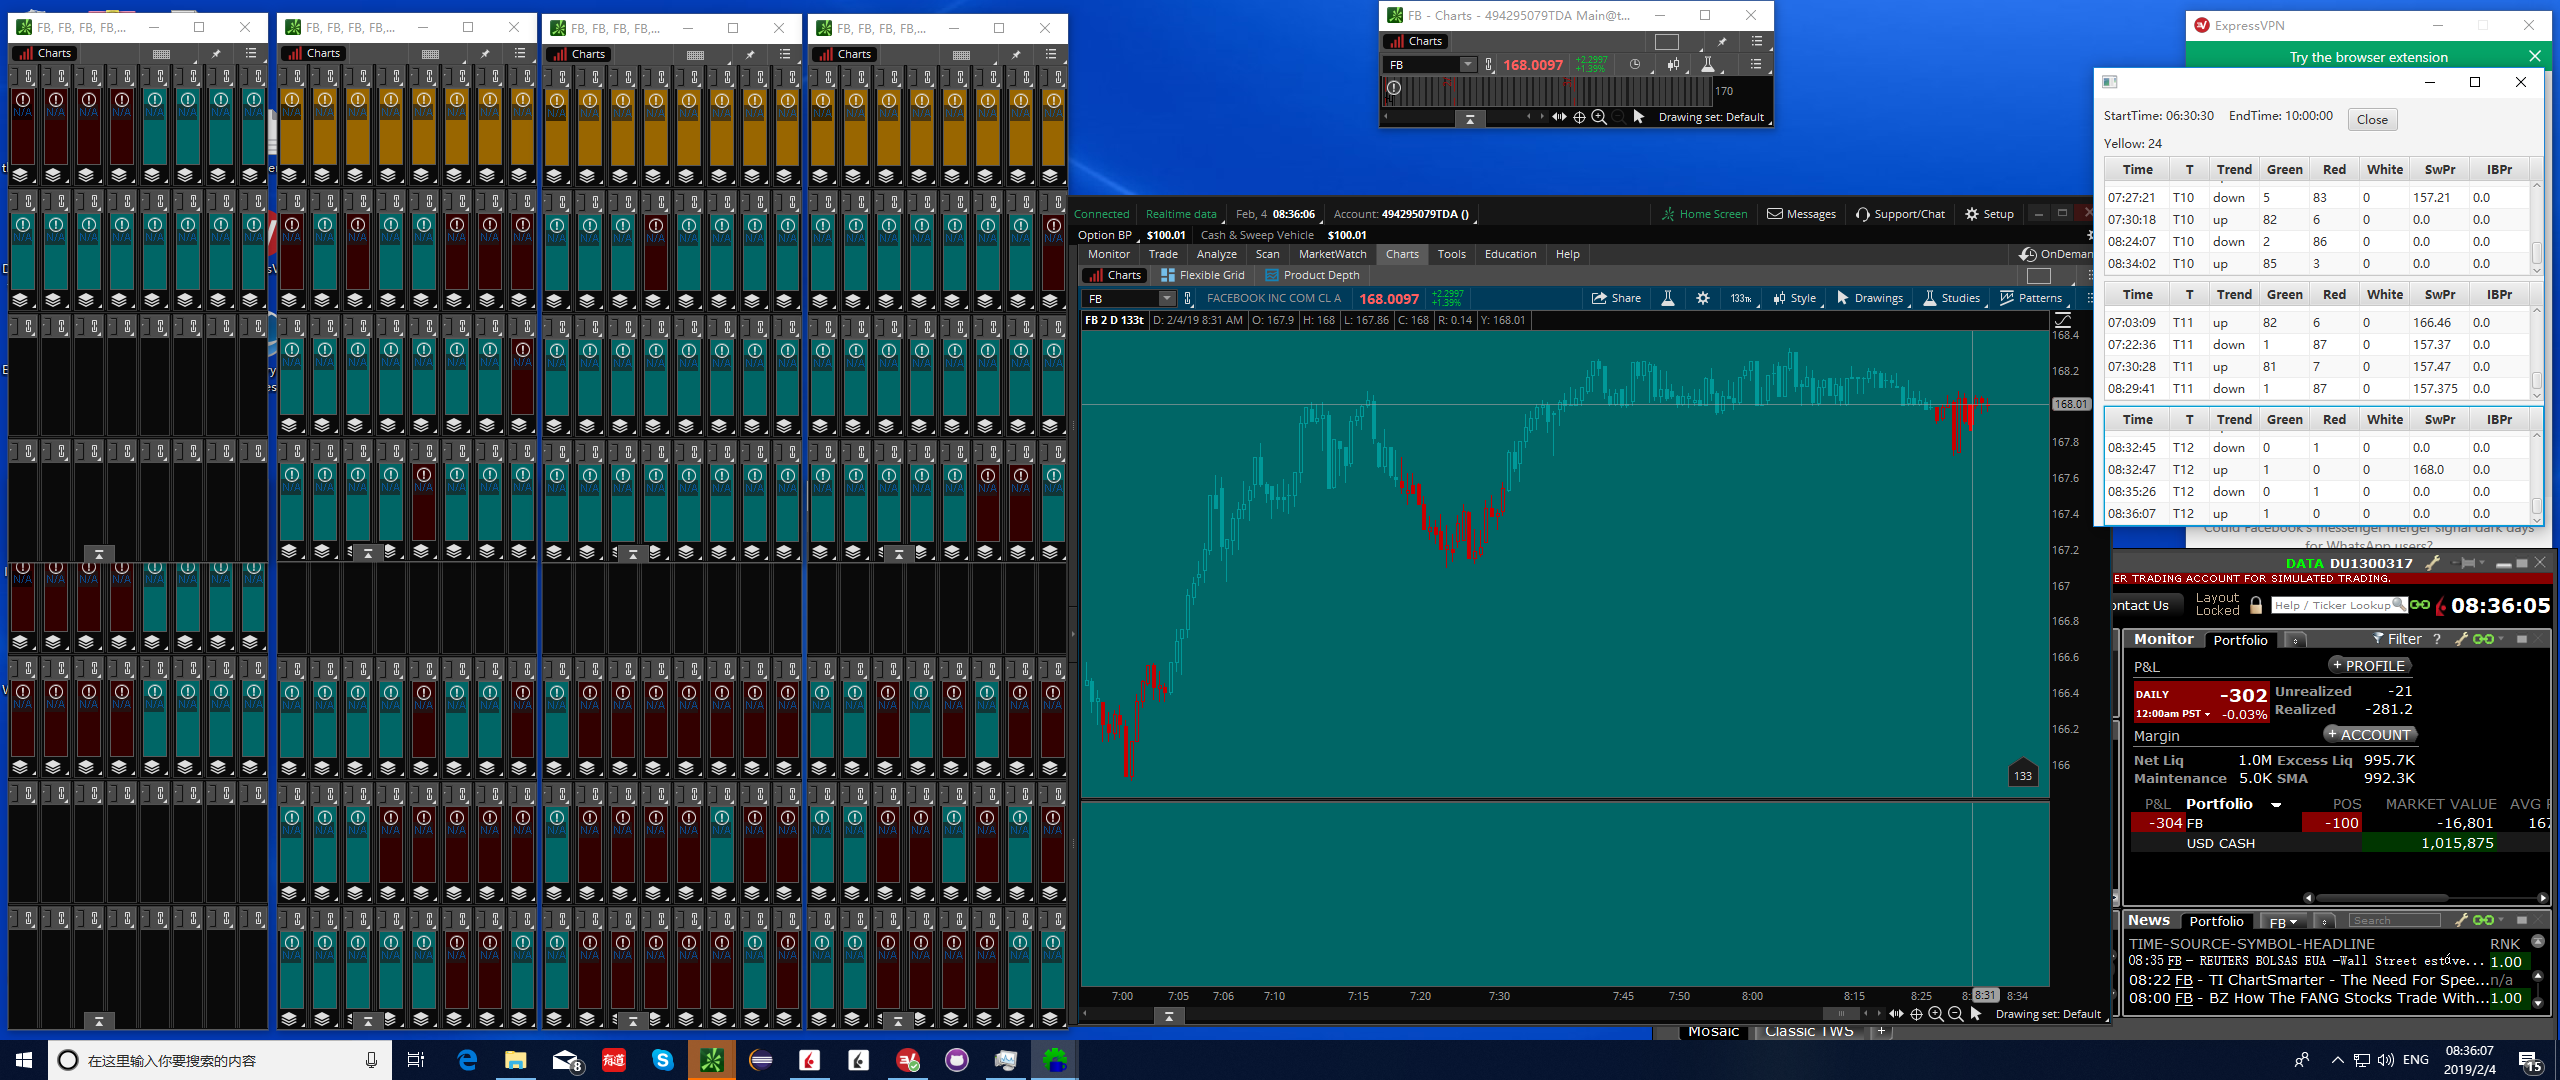 FB, FB, FB, FB,...
Charts
FB, FB, FB, FB,...
Charts
FB, FB, FB, FB,...
Charts
FB, FB, FB, FB,...
Charts
FB - Charts - 494295079TDA Main@t...
Charts
FB 168.0097 +2.2997 +1.39%
170
Drawing set: Default
ExpressVPN
Try the browser extension
StartTime: 06:30:30 EndTime: 10:00:00 Close
Yellow: 24
Time T Trend Green Red White SwPr IBPr
07:27:21 T10 down 5 83 0 157.21 0.0
07:30:18 T10 up 82 6 0 0.0 0.0
08:24:07 T10 down 2 86 0 0.0 0.0
08:34:02 T10 up 85 3 0 0.0 0.0
Time T Trend Green Red White SwPr IBPr
07:03:09 T11 up 82 6 0 166.46 0.0
07:22:36 T11 down 1 87 0 157.37 0.0
07:30:28 T11 up 81 7 0 157.47 0.0
08:29:41 T11 down 1 87 0 157.375 0.0
Time T Trend Green Red White SwPr IBPr
08:32:45 T12 down 0 1 0 0.0 0.0
08:32:47 T12 up 1 0 0 168.0 0.0
08:35:26 T12 down 0 1 0 0.0 0.0
08:36:07 T12 up 1 0 0 0.0 0.0
Could Facebook's messenger merger signal dark days
for WhatsApp users?
Connected Realtime data Feb, 4 08:36:06 Account: 494295079TDA () Home Screen Messages Support/Chat Setup
Option BP $100.01 Cash & Sweep Vehicle $100.01
Monitor Trade Analyze Scan MarketWatch Charts Tools Education Help OnDeman
Charts Flexible Grid Product Depth
FB FACEBOOK INC COM CL A 168.0097 +2.2997 +1.39% Share 133tk Style Drawings Studies Patterns
FB 2 D 133t D: 2/4/19 8:31 AM O: 167.9 H: 168 L: 167.86 C: 168 R: 0.14 Y: 168.01
168.4
168.2
168.01
167.8
167.6
167.4
167.2
167
166.8
166.6
166.4
166.2
166
133
7:00 7:05 7:06 7:10 7:15 7:20 7:30 7:45 7:50 8:00 8:15 8:25 8:31 8:34
Drawing set: Default
DATA DU1300317
ER TRADING ACCOUNT FOR SIMULATED TRADING.
ontact Us Layout Locked Help / Ticker Lookup 08:36:05
Monitor Portfolio Filter ?
P&L + PROFILE
DAILY -302 Unrealized -21
12:00am PST -0.03% Realized -281.2
Margin + ACCOUNT
Net Liq 1.0M Excess Liq 995.7K
Maintenance 5.0K SMA 992.3K
P&L Portfolio POS MARKET VALUE AVG P
-304 FB -100 -16,801 167
USD CASH 1,015,875
News Portfolio FB Search
TIME-SOURCE-SYMBOL-HEADLINE RNK
08:35 FB - REUTERS BOLSAS EUA -Wall Street estáve... 1.00
08:22 FB - TI ChartSmarter - The Need For Spee... n/a
08:00 FB - BZ How The FANG Stocks Trade With... 1.00
Mosaic Classic TWS +
在这里输入你要搜索的内容
8
有道
ENG
08:36:07
2019/2/4
15